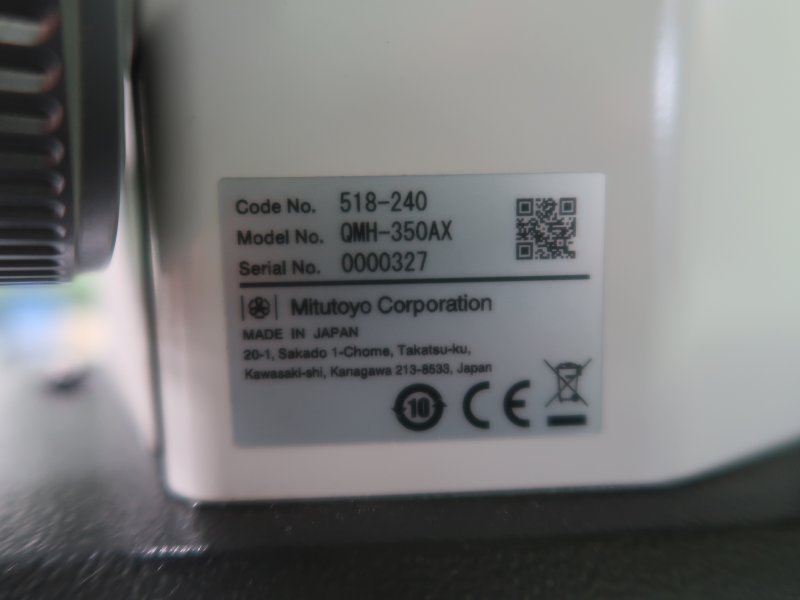 Code No. 518-240
Model No. QMH-350AX
Serial No. 0000327
Mitutoyo Corporation
MADE IN JAPAN
20-1, Sakado 1-Chome, Takatsu-ku,
Kawasaki-shi, Kanagawa 213-8533, Japan
10 CE